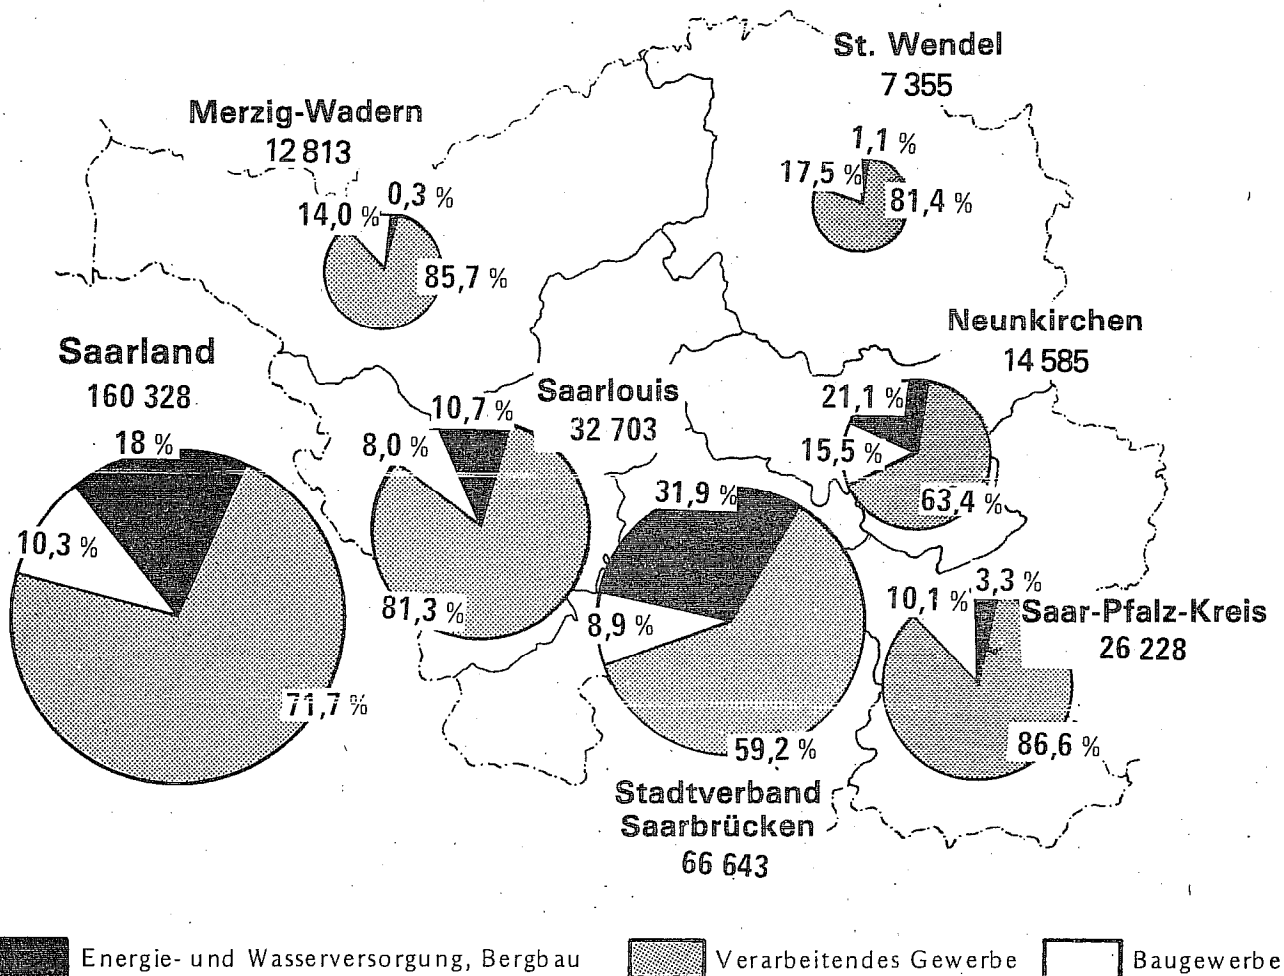 St. Wendel
7 355
1,1 %
17,5 %
81,4 %
Merzig-Wadern
12 813
0,3 %
14,0 %
85,7 %
Neunkirchen
14 585
21,1 %
15,5 %
63,4 %
Saarland
160 328
18 %
10,3 %
71,7 %
Saarlouis
32 703
10,7 %
8,0 %
81,3 %
31,9 %
8,9 %
59,2 %
Stadtverband
Saarbrücken
66 643
3,3 %
10,1 %
Saar-Pfalz-Kreis
26 228
86,6 %
Energie- und Wasserversorgung, Bergbau
Verarbeitendes Gewerbe
Baugewerbe